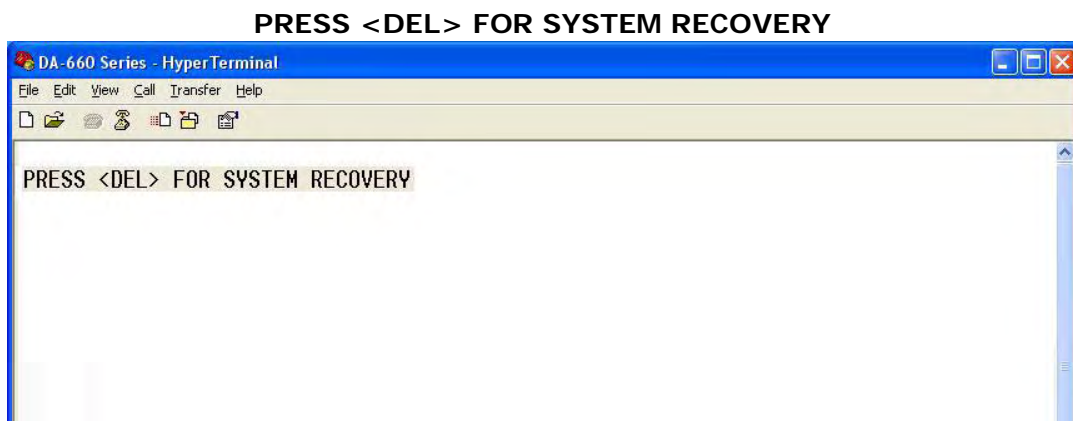 PRESS <DEL> FOR SYSTEM RECOVERY
DA-660 Series - HyperTerminal
File Edit View Call Transfer Help
PRESS <DEL> FOR SYSTEM RECOVERY